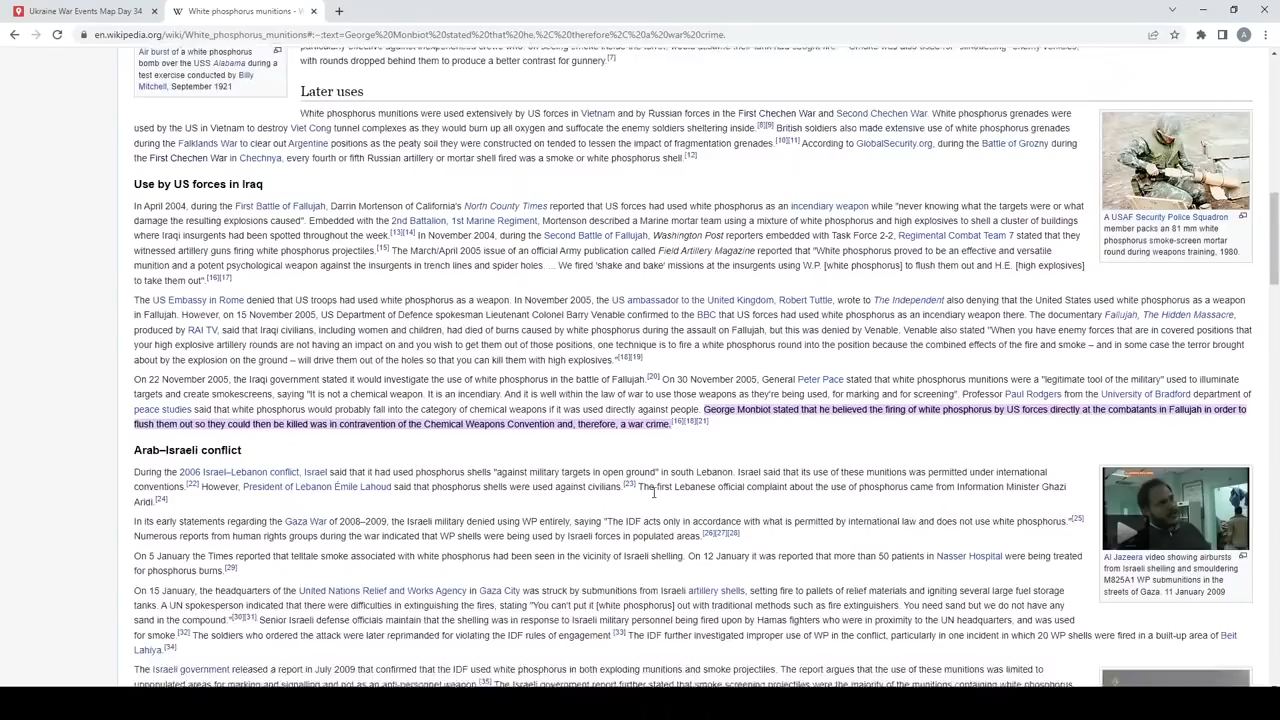 Ukraine War Events Map Day 34
White phosphorus munitions - W
en.wikipedia.org/wiki/White_phosphorus_munitions#:~:text=George%20Monbiot%20stated%20that%20he,%2C%20therefore%2C%20a%20war%20crime.
Air burst of a white phosphorus
bomb over the USS Alabama during a
test exercise conducted by Billy
Mitchell, September 1921
with rounds dropped behind them to produce a better contrast for gunnery.[7]
Later uses
White phosphorus munitions were used extensively by US forces in Vietnam and by Russian forces in the First Chechen War and Second Chechen War. White phosphorus grenades were
used by the US in Vietnam to destroy Viet Cong tunnel complexes as they would burn up all oxygen and suffocate the enemy soldiers sheltering inside.[8][9] British soldiers also made extensive use of white phosphorus grenades
during the Falklands War to clear out Argentine positions as the peaty soil they were constructed on tended to lessen the impact of fragmentation grenades.[10][11] According to GlobalSecurity.org, during the Battle of Grozny during
the First Chechen War in Chechnya, every fourth or fifth Russian artillery or mortar shell fired was a smoke or white phosphorus shell.[12]
A USAF Security Police Squadron
member packs an 81 mm white
phosphorus smoke-screen mortar
round during weapons training, 1980.
Use by US forces in Iraq
In April 2004, during the First Battle of Fallujah, Darrin Mortenson of California's North County Times reported that US forces had used white phosphorus as an incendiary weapon while "never knowing what the targets were or what
damage the resulting explosions caused". Embedded with the 2nd Battalion, 1st Marine Regiment, Mortenson described a Marine mortar team using a mixture of white phosphorus and high explosives to shell a cluster of buildings
where Iraqi insurgents had been spotted throughout the week.[13][14] In November 2004, during the Second Battle of Fallujah, Washington Post reporters embedded with Task Force 2-2, Regimental Combat Team 7 stated that they
witnessed artillery guns firing white phosphorus projectiles.[15] The March/April 2005 issue of an official Army publication called Field Artillery Magazine reported that "White phosphorus proved to be an effective and versatile
munition and a potent psychological weapon against the insurgents in trench lines and spider holes. ... We fired 'shake and bake' missions at the insurgents using W.P. [white phosphorus] to flush them out and H.E. [high explosives]
to take them out".[16][17]
The US Embassy in Rome denied that US troops had used white phosphorus as a weapon. In November 2005, the US ambassador to the United Kingdom, Robert Tuttle, wrote to The Independent also denying that the United States used white phosphorus as a weapon
in Fallujah. However, on 15 November 2005, US Department of Defence spokesman Lieutenant Colonel Barry Venable confirmed to the BBC that US forces had used white phosphorus as an incendiary weapon there. The documentary Fallujah, The Hidden Massacre,
produced by RAI TV, said that Iraqi civilians, including women and children, had died of burns caused by white phosphorus during the assault on Fallujah, but this was denied by Venable. Venable also stated "When you have enemy forces that are in covered positions that
your high explosive artillery rounds are not having an impact on and you wish to get them out of those positions, one technique is to fire a white phosphorus round into the position because the combined effects of the fire and smoke – and in some case the terror brought
about by the explosion on the ground – will drive them out of the holes so that you can kill them with high explosives."[18][19]
On 22 November 2005, the Iraqi government stated it would investigate the use of white phosphorus in the battle of Fallujah.[20] On 30 November 2005, General Peter Pace stated that white phosphorus munitions were a "legitimate tool of the military" used to illuminate
targets and create smokescreens, saying "It is not a chemical weapon. It is an incendiary. And it is well within the law of war to use those weapons as they're being used, for marking and for screening". Professor Paul Rodgers from the University of Bradford department of
peace studies said that white phosphorus would probably fall into the category of chemical weapons if it was used directly against people. George Monbiot stated that he believed the firing of white phosphorus by US forces directly at the combatants in Fallujah in order to
flush them out so they could then be killed was in contravention of the Chemical Weapons Convention and, therefore, a war crime.[16][18][21]
Arab–Israeli conflict
During the 2006 Israel–Lebanon conflict, Israel said that it had used phosphorus shells "against military targets in open ground" in south Lebanon. Israel said that its use of these munitions was permitted under international
conventions.[22] However, President of Lebanon Émile Lahoud said that phosphorus shells were used against civilians.[23] The first Lebanese official complaint about the use of phosphorus came from Information Minister Ghazi
Aridi.[24]
In its early statements regarding the Gaza War of 2008–2009, the Israeli military denied using WP entirely, saying "The IDF acts only in accordance with what is permitted by international law and does not use white phosphorus."[25]
Numerous reports from human rights groups during the war indicated that WP shells were being used by Israeli forces in populated areas.[26][27][28]
On 5 January the Times reported that telltale smoke associated with white phosphorus had been seen in the vicinity of Israeli shelling. On 12 January it was reported that more than 50 patients in Nasser Hospital were being treated
for phosphorus burns.[29]
Al Jazeera video showing airbursts
from Israeli shelling and smouldering
M825A1 WP submunitions in the
streets of Gaza. 11 January 2009
On 15 January, the headquarters of the United Nations Relief and Works Agency in Gaza City was struck by submunitions from Israeli artillery shells, setting fire to pallets of relief materials and igniting several large fuel storage
tanks. A UN spokesperson indicated that there were difficulties in extinguishing the fires, stating "You can't put it [white phosphorus] out with traditional methods such as fire extinguishers. You need sand but we do not have any
sand in the compound."[30][31] Senior Israeli defense officials maintain that the shelling was in response to Israeli military personnel being fired upon by Hamas fighters who were in proximity to the UN headquarters, and was used
for smoke.[32] The soldiers who ordered the attack were later reprimanded for violating the IDF rules of engagement.[33] The IDF further investigated improper use of WP in the conflict, particularly in one incident in which 20 WP shells were fired in a built-up area of Beit
Lahiya.[34]
The Israeli government released a report in July 2009 that confirmed that the IDF used white phosphorus in both exploding munitions and smoke projectiles. The report argues that the use of these munitions was limited to
unpopulated areas for marking and signalling and not as an anti-personnel weapon.[35] The Israeli government report further stated that smoke screening projectiles were the majority of the munitions containing white phosphorus